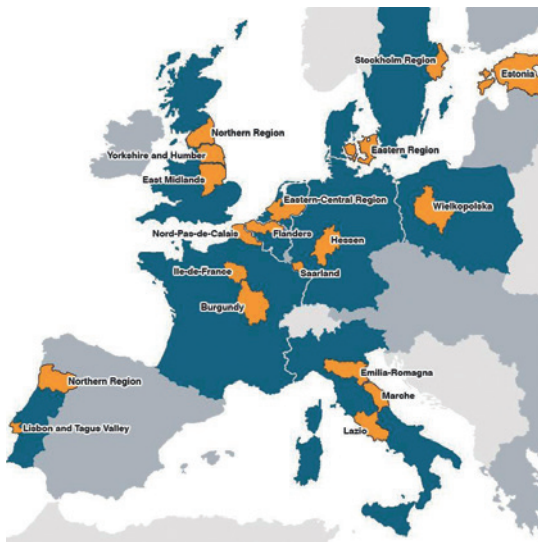 Stockholm Region
Estonia
Northern Region
Eastern Region
Yorkshire and Humber
East Midlands
Eastern-Central Region
Wielkopolska
Nord-Pas-de-Calais
Flanders
Hessen
Ile-de-France
Saarland
Burgundy
Emilia-Romagna
Northern Region
Marche
Lisbon and Tagus Valley
Lazio